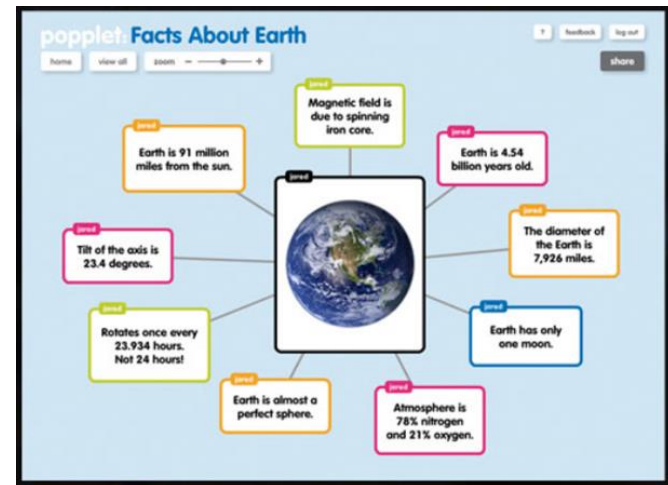 popplet: Facts About Earth
? feedback log out
home view all zoom - +
share
jared
Magnetic field is
due to spinning
iron core.
jared
Earth is 91 million
miles from the sun.
jared
Earth is 4.54
billion years old.
jared
jared
The diameter of
the Earth is
7,926 miles.
jared
Tilt of the axis is
23.4 degrees.
jared
Rotates once every
23.934 hours.
Not 24 hours!
jared
Earth has only
one moon.
jared
Earth is almost a
perfect sphere.
jared
Atmosphere is
78% nitrogen
and 21% oxygen.